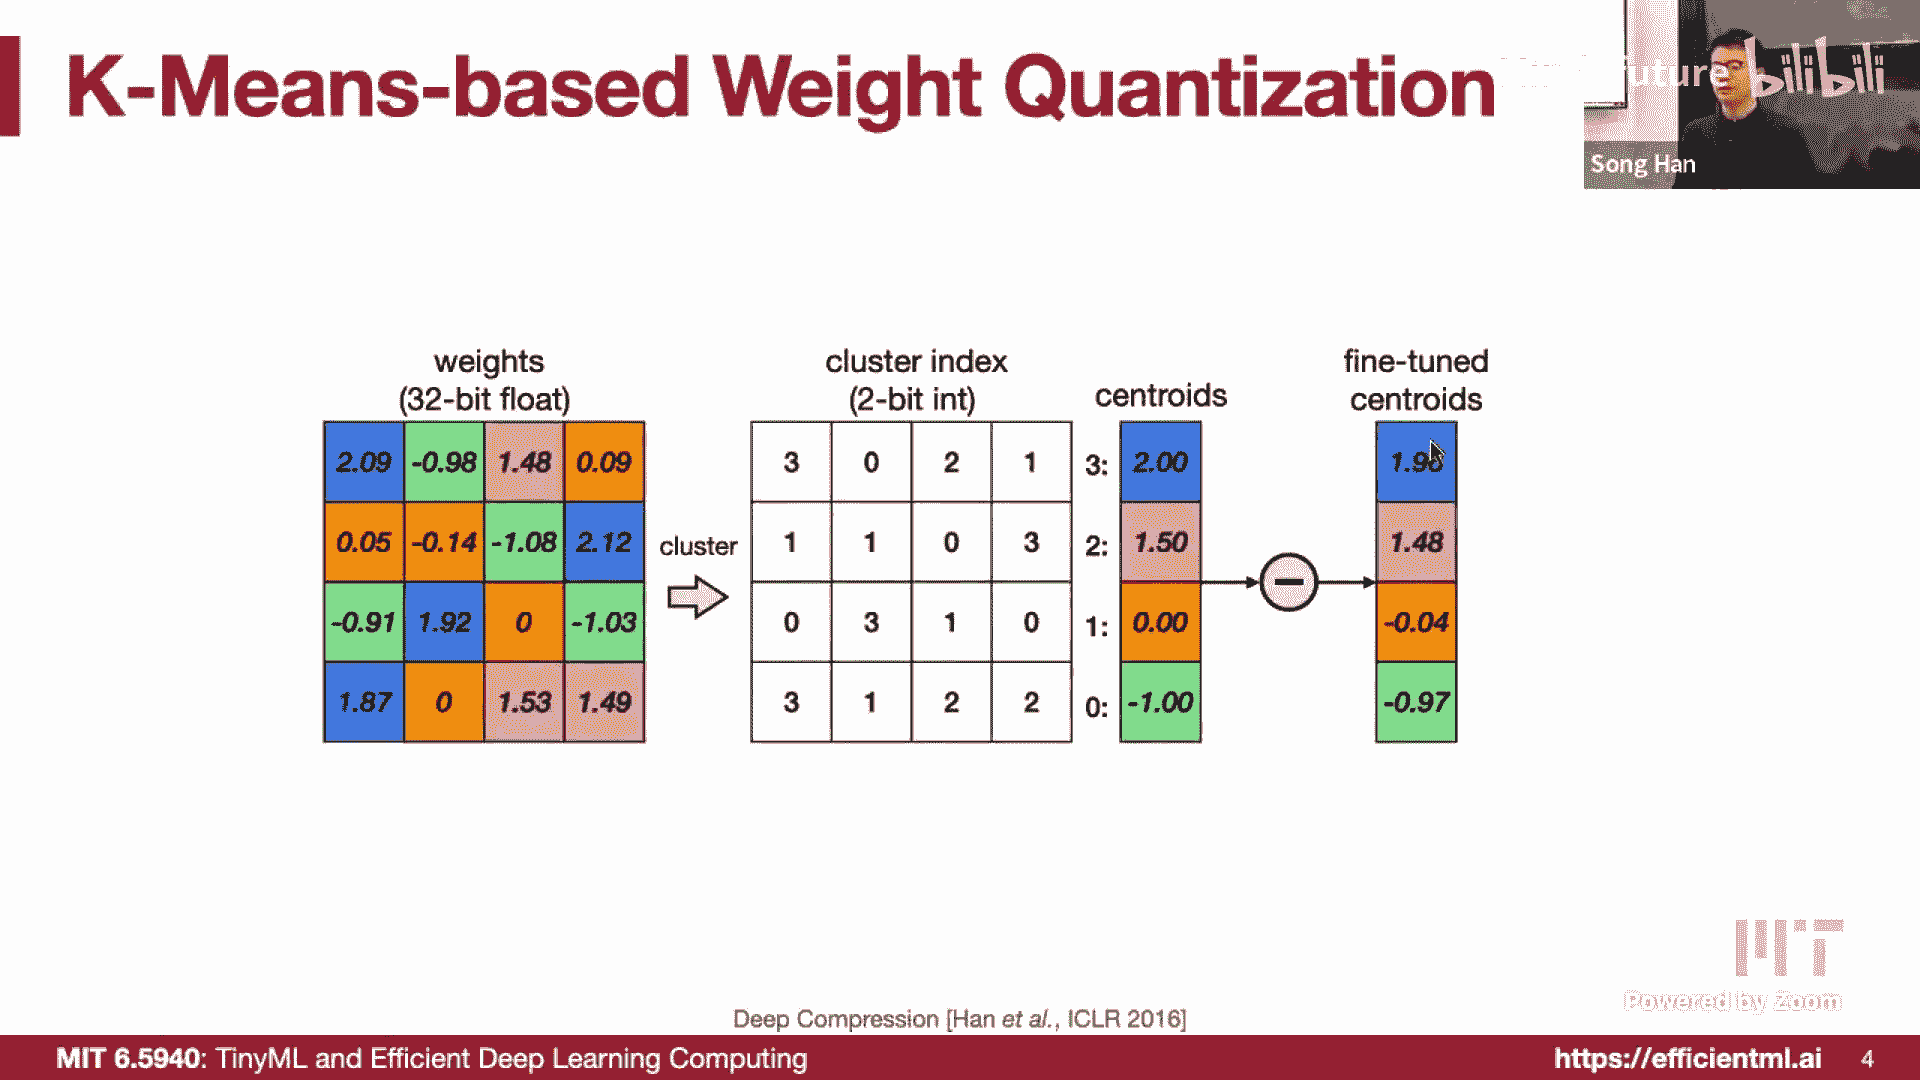 K-Means-based Weight Quantization
bilibili
Song Han
weights
(32-bit float)
cluster index
(2-bit int)
centroids
fine-tuned
centroids
2.09 -0.98 1.48 0.09
0.05 -0.14 -1.08 2.12
-0.91 1.92 0 -1.03
1.87 0 1.53 1.49
cluster
3 0 2 1
1 1 0 3
0 3 1 0
3 1 2 2
3: 2.00
2: 1.50
1: 0.00
0: -1.00
1.48
-0.04
-0.97
MIT
Powered by Zoom
Deep Compression [Han et al., ICLR 2016]
MIT 6.5940: TinyML and Efficient Deep Learning Computing
https://efficientml.ai 4